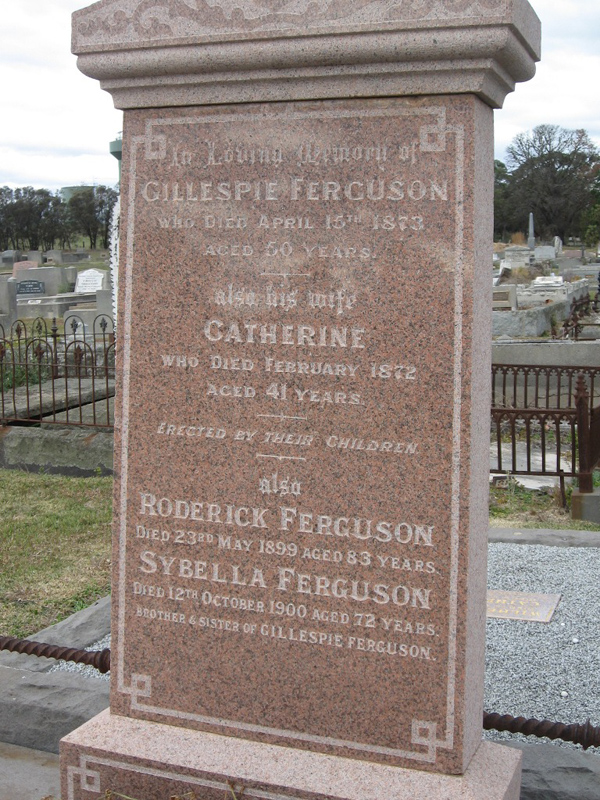 In Loving Memory of
GILLESPIE FERGUSON
WHO DIED APRIL 15TH 1873
AGED 50 YEARS.
also his wife
CATHERINE
WHO DIED FEBRUARY 1872
AGED 41 YEARS.
ERECTED BY THEIR CHILDREN.
also
RODERICK FERGUSON
DIED 23RD MAY 1899 AGED 83 YEARS.
SYBELLA FERGUSON
DIED 12TH OCTOBER 1900 AGED 72 YEARS.
BROTHER & SISTER OF GILLESPIE FERGUSON.